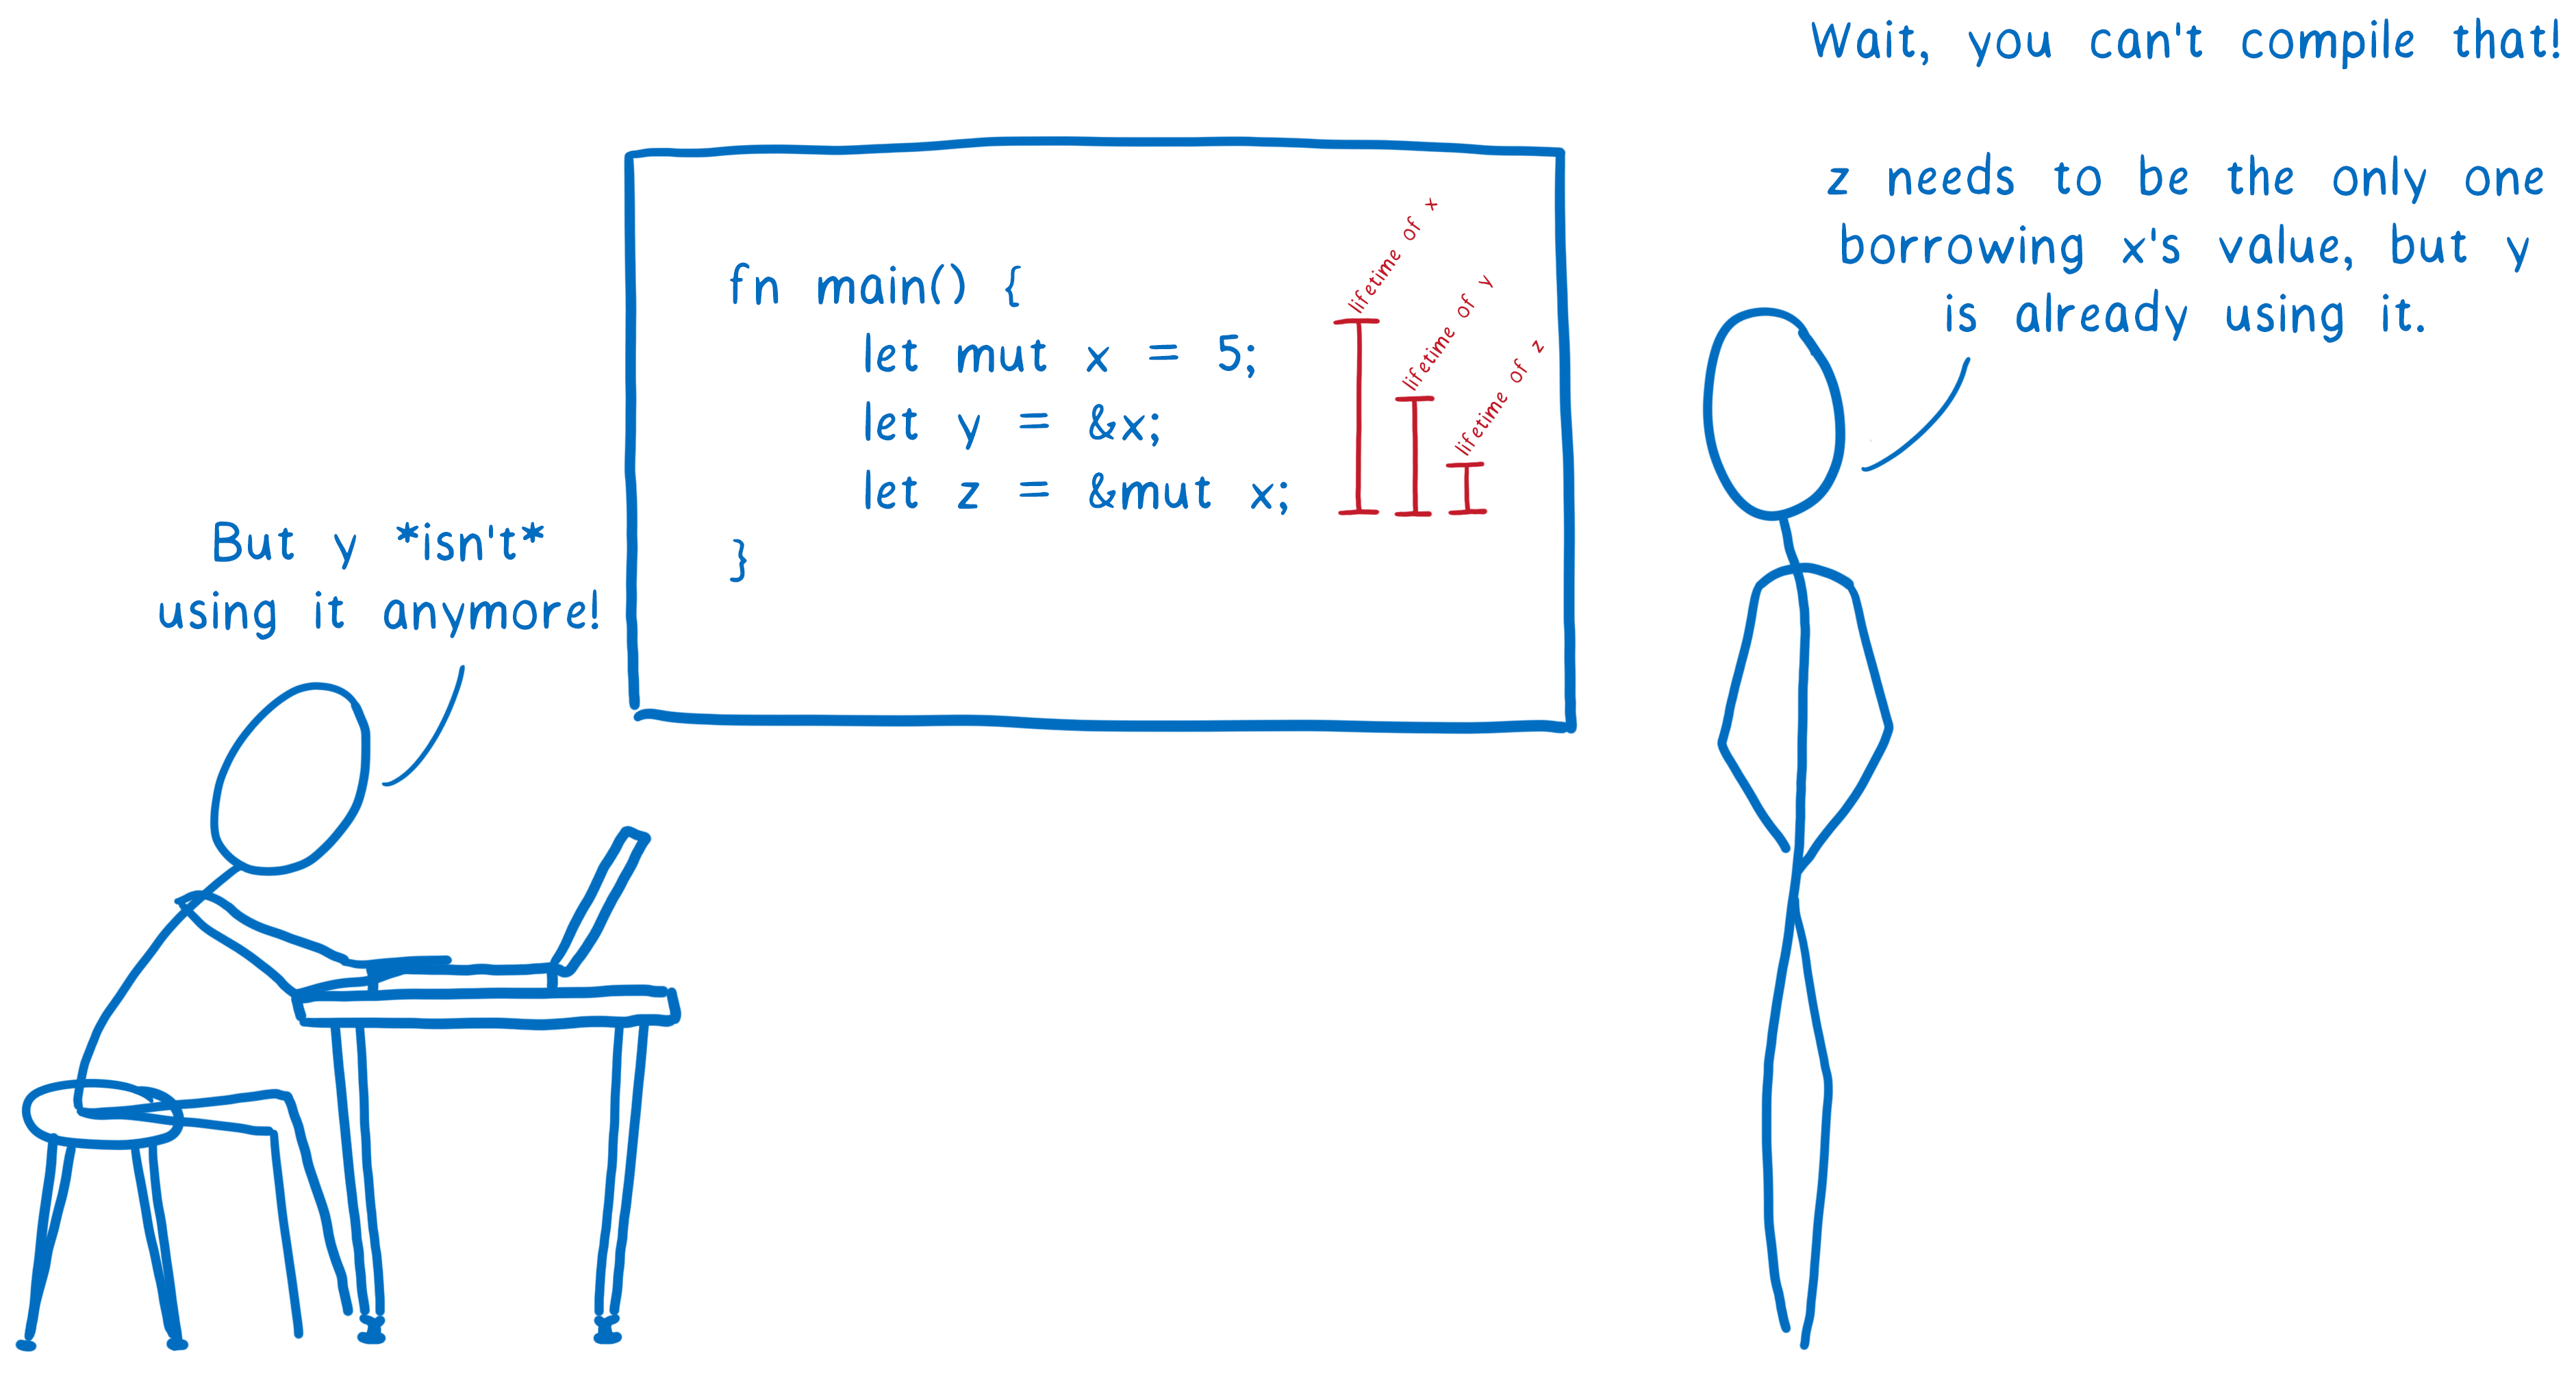 Wait, you can't compile that!
z needs to be the only one
borrowing x's value, but y
is already using it.
fn main() {
let mut x = 5;
let y = &x;
let z = &mut x;
}
lifetime of x
lifetime of y
lifetime of z
But y *isn't*
using it anymore!